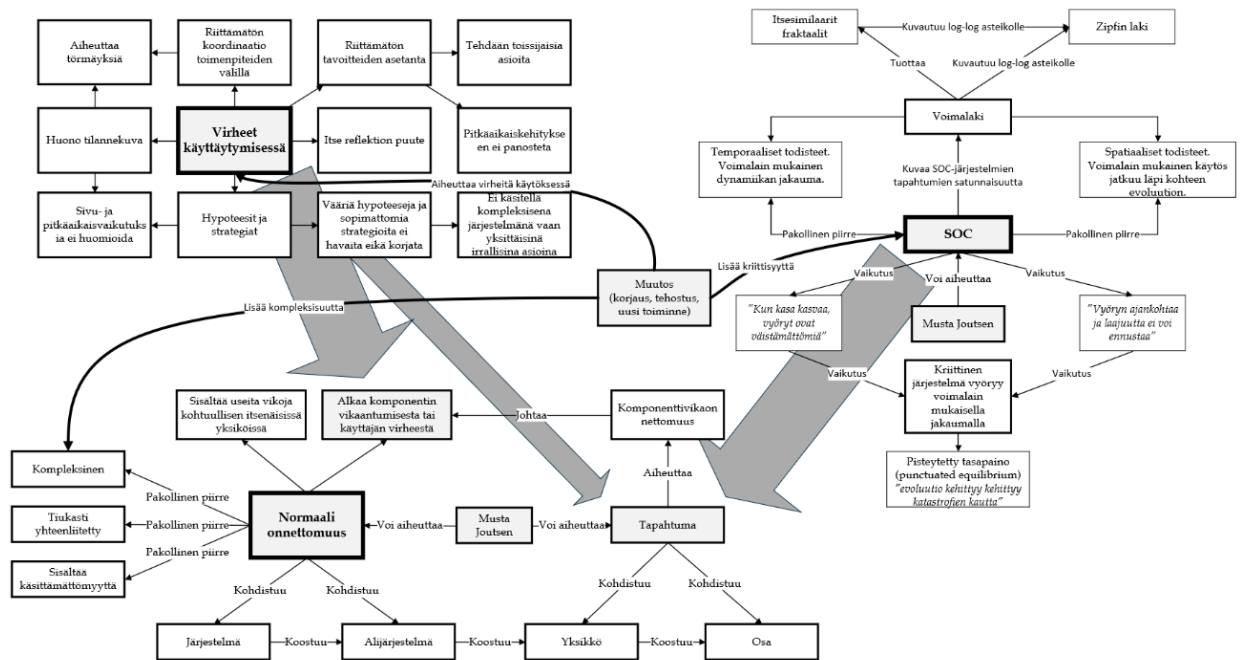 Aiheuttaa
törmäyksiä
Riittämätön
koordinaatio
toimenpiteiden
välillä
Riittämätön
tavoitteiden asetanta
Tehdään toissijaisia
asioita
Huono tilannekuva
Virheet
käyttäytymisessä
Itse reflektion puute
Pitkäaikaiskehitykse
en ei panosteta
Aiheuttaa virheitä käytöksessä
Sivu- ja
pitkäaikaisvaikutuks
ia ei huomioida
Hypoteesit ja
strategiat
Vääriä hypoteeseja ja
sopimattomia
strategioita ei
havaita eikä korjata
Ei käsitellä
kompleksisena
järjestelmänä vaan
yksittäisinä
irrallisina asioina
Itsesimilaarit
fraktaalit
Kuvautuu log-log asteikolle
Zipfin laki
Tuottaa
Kuvautuu log-log asteikolle
Voimalaki
Temporaaliset todisteet.
Voimalain mukainen
dynamiikan jakauma.
Kuvaa SOC-järjestelmien
tapahtumien satunnaisuutta
Spatiaaliset todisteet.
Voimalain mukainen käytös
jatkuu läpi kohteen
evoluution.
Pakollinen piirre
SOC
Pakollinen piirre
Muutos
(korjaus, tehostus,
uusi toiminne)
Lisää kriittisyyttä
Lisää kompleksisuutta
Vaikutus
Voi aiheuttaa
Vaikutus
"Kun kasa kasvaa,
vyöryt ovat
väistämättömiä"
Musta Joutsen
"Vyöryn ajankohiaa
ja laajuutta ei voi
ennustaa"
Vaikutus
Kriittinen
järjestelmä vyöryy
voimalain
mukaisella
jakaumalla
Vaikutus
Pisteytetty tasapaino
(punctuated equilibrium)
"evoluutio kehittyy kehittyy
katastrofien kautta"
Sisältää useita vikoja
kohtuullisen itsenäisissä
yksiköissä
Alkaa komponentin
vikaantumisesta tai
käyttäjan virheestä
Johtaa
Komponenttivikaon
nettomuus
Aiheuttaa
Kompleksinen
Pakollinen piirre
Tiukasti
yhteenliitetty
Pakollinen piirre
Normaali
onnettomuus
Voi aiheuttaa
Musta
Joutsen
Voi aiheuttaa
Tapahtuma
Pakollinen piirre
Sisältää
käsittämättömyyttä
Kohdistuu
Kohdistuu
Kohdistuu
Kohdistuu
Järjestelmä
Koostuu
Alijärjestelmä
Koostuu
Yksikkö
Koostuu
Osa